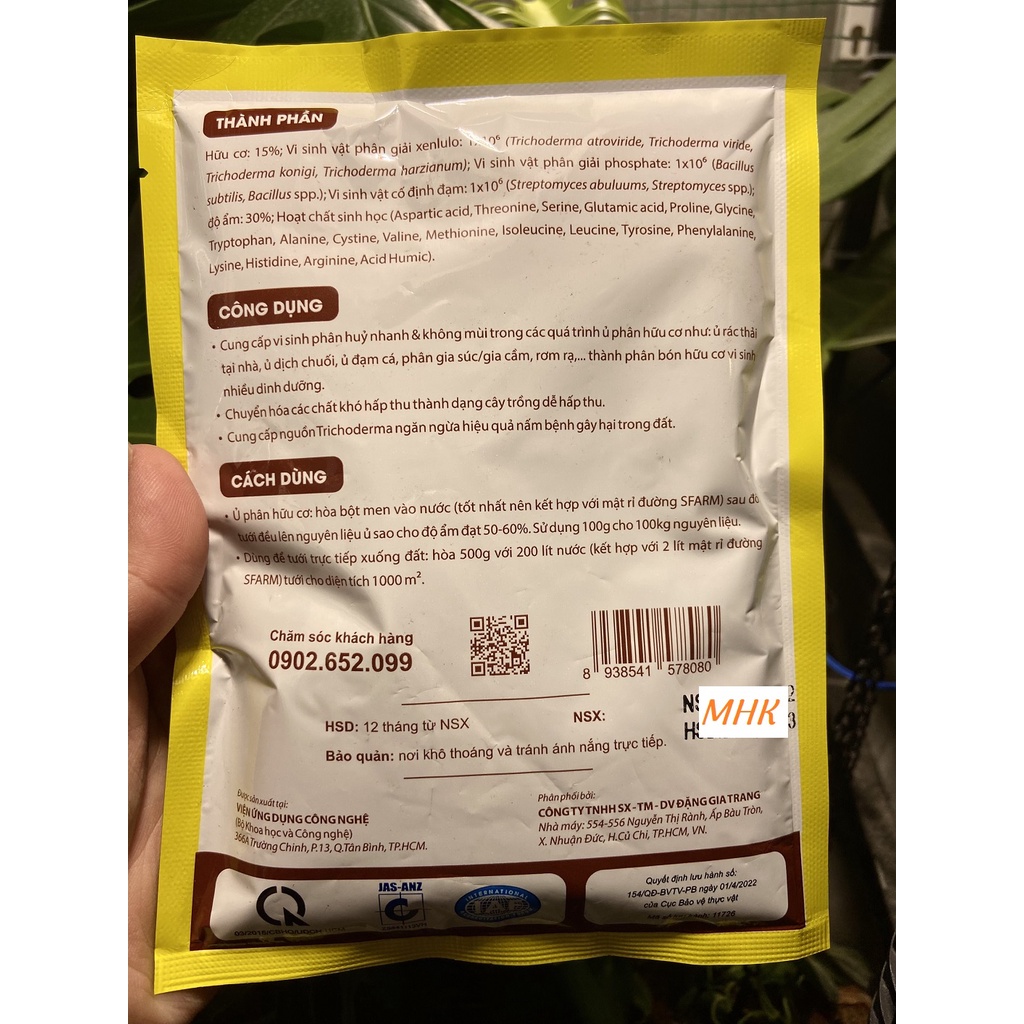 THÀNH PHẦN
Hữu cơ: 15%; Vi sinh vật phân giải xenlulo: 1x10⁶ (Trichoderma atroviride, Trichoderma viride,
Trichoderma konigi, Trichoderma harzianum); Vi sinh vật phân giải phosphate: 1x10⁶ (Bacillus
subtilis, Bacillus spp.); Vi sinh vật cố định đạm: 1x10⁶ (Streptomyces abuluums, Streptomyces spp.);
độ ẩm: 30%; Hoạt chất sinh học (Aspartic acid, Threonine, Serine, Glutamic acid, Proline, Glycine,
Tryptophan, Alanine, Cystine, Valine, Methionine, Isoleucine, Leucine, Tyrosine, Phenylalanine,
Lysine, Histidine, Arginine, Acid Humic).
CÔNG DỤNG
• Cung cấp vi sinh phân huỷ nhanh & không mùi trong các quá trình ủ phân hữu cơ như: ủ rác thải
tại nhà, ủ dịch chuối, ủ đạm cá, phân gia súc/gia cầm, rơm rạ,... thành phân bón hữu cơ vi sinh
nhiều dinh dưỡng.
• Chuyển hóa các chất khó hấp thu thành dạng cây trồng dễ hấp thu.
• Cung cấp nguồn Trichoderma ngăn ngừa hiệu quả nấm bệnh gây hại trong đất.
CÁCH DÙNG
• Ủ phân hữu cơ: hòa bột men vào nước (tốt nhất nên kết hợp với mật rỉ đường SFARM) sau đó
tưới đều lên nguyên liệu ủ sao cho độ ẩm đạt 50-60%. Sử dụng 100g cho 100kg nguyên liệu.
• Dùng để tưới trực tiếp xuống đất: hòa 500g với 200 lít nước (kết hợp với 2 lít mật rỉ đường
SFARM) tưới cho diện tích 1000 m².
Chăm sóc khách hàng
0902.652.099
8 938541 578080
HSD: 12 tháng từ NSX
NSX:
MHK
Bảo quản: nơi khô thoáng và tránh ánh nắng trực tiếp.
Được sản xuất tại:
VIỆN ỨNG DỤNG CÔNG NGHỆ
(Bộ Khoa học và Công nghệ)
366A Trường Chinh, P.13, Q.Tân Bình, TP.HCM.
Phân phối bởi:
CÔNG TY TNHH SX - TM - DV ĐẶNG GIA TRANG
Nhà máy: 554-556 Nguyễn Thị Rành, Ấp Bàu Tròn,
X. Nhuận Đức, H.Củ Chi, TP.HCM, VN.
JAS-ANZ
INTERNATIONAL
Quyết định lưu hành số:
154/QĐ-BVTV-PB ngày 01/4/2022
của Cục Bảo vệ thực vật
11726